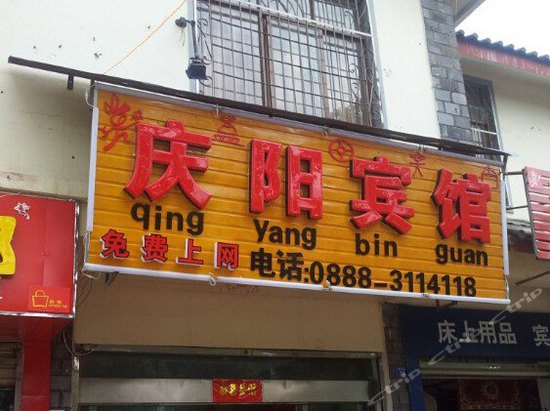 庆阳宾馆
qing yang bin guan
免费上网 电话:0888-3114118
床上用品 宾